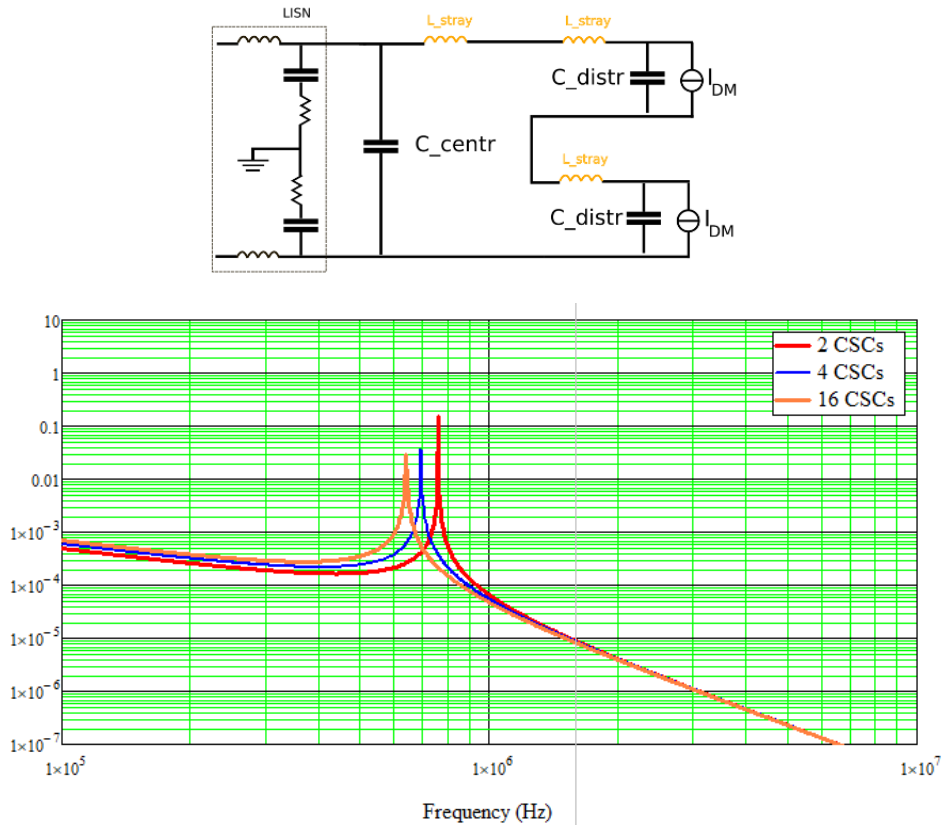 LISN
L_stray
L_stray
C_distr
I_DM
C_centr
L_stray
C_distr
I_DM
10
1
0.1
0.01
1×10⁻³
1×10⁻⁴
1×10⁻⁵
1×10⁻⁶
1×10⁻⁷
2 CSCs
4 CSCs
16 CSCs
1×10⁵
1×10⁶
1×10⁷
Frequency (Hz)